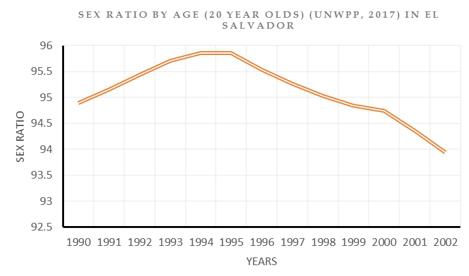 SEX RATIO BY AGE (20 YEAR OLDS) (UNWPP, 2017) IN EL
SALVADOR
96
95.5
95
94.5
94
93.5
93
92.5
SEX RATIO
1990 1991 1992 1993 1994 1995 1996 1997 1998 1999 2000 2001 2002
YEARS